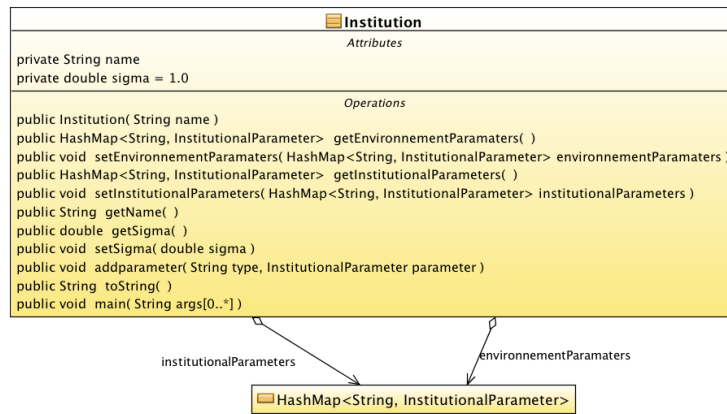 Institution
Attributes
private String name
private double sigma = 1.0
Operations
public Institution( String name )
public HashMap<String, InstitutionalParameter>  getEnvironnementParamaters( )
public void  setEnvironnementParamaters( HashMap<String, InstitutionalParameter> environnementParamaters )
public HashMap<String, InstitutionalParameter>  getInstitutionalParameters( )
public void  setInstitutionalParameters( HashMap<String, InstitutionalParameter> institutionalParameters )
public String  getName( )
public double  getSigma( )
public void  setSigma( double sigma )
public void  addparameter( String type, InstitutionalParameter parameter )
public String  toString( )
public void  main( String args[0..*] )
institutionalParameters
environnementParamaters
HashMap<String, InstitutionalParameter>